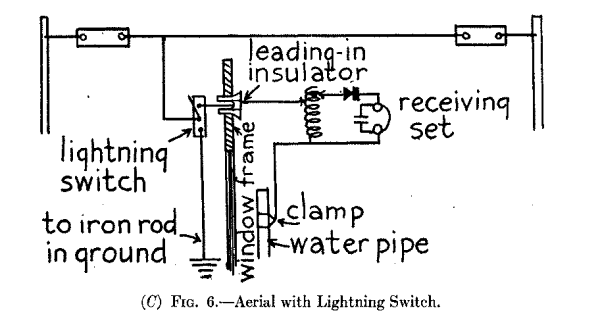 leading-in
insulator
receiving
set
lightning
switch
window frame
to iron rod
in ground
clamp
water pipe
(C) FIG. 6.—Aerial with Lightning Switch.